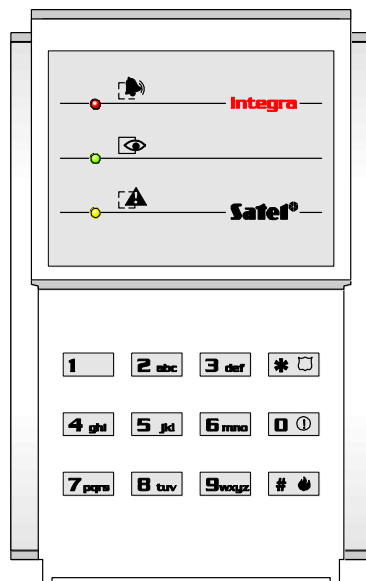 Integra
Satel®
1 2 abc 3 def *
4 ghi 5 jkl 6 mno 0
7 pqrs 8 tuv 9 wxyz #